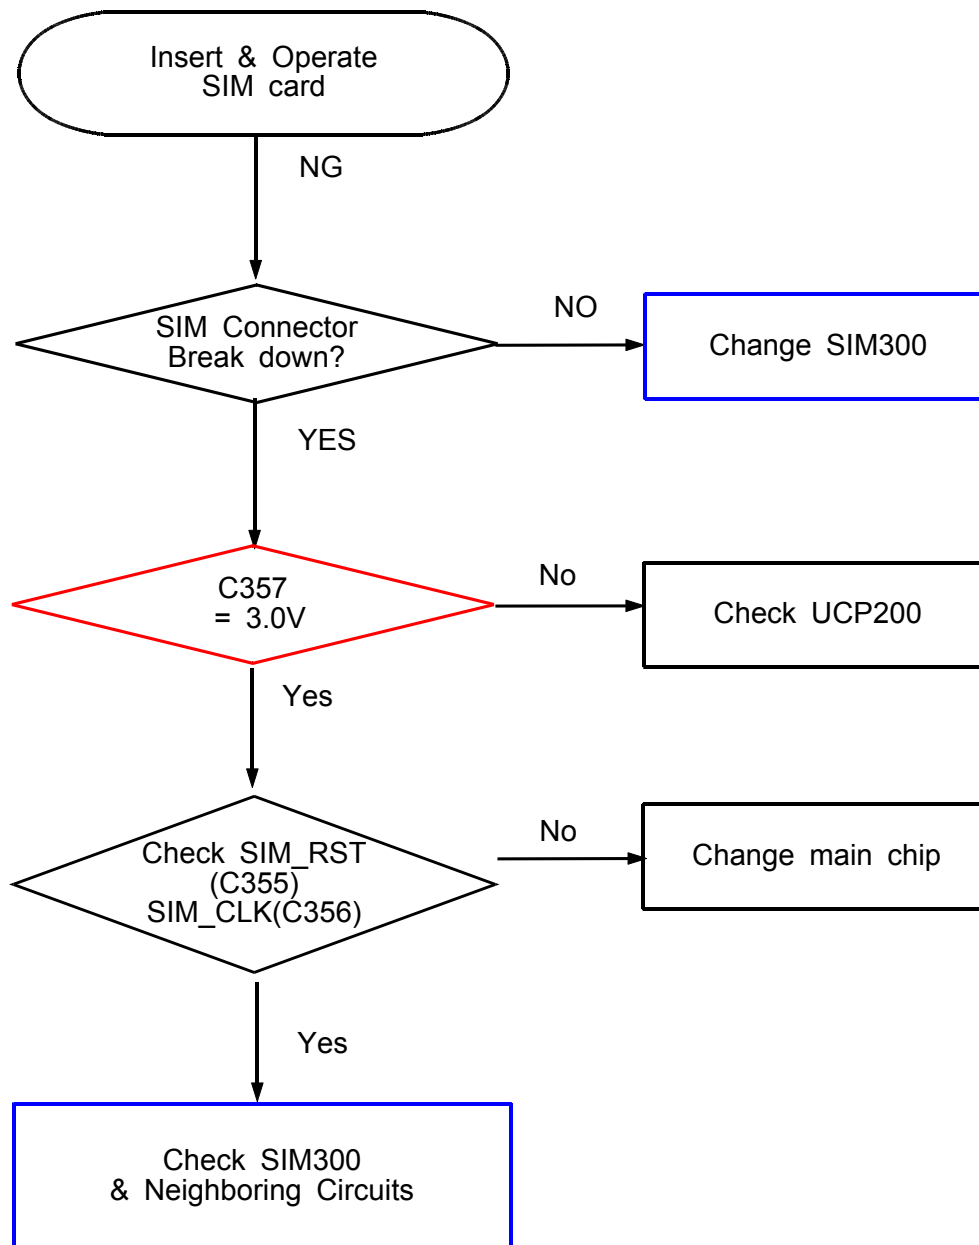 Insert & Operate
SIM card
NG
SIM Connector
Break down?
NO
Change SIM300
YES
C357
= 3.0V
No
Check UCP200
Yes
Check SIM_RST
(C355)
SIM_CLK(C356)
No
Change main chip
Yes
Check SIM300
& Neighboring Circuits